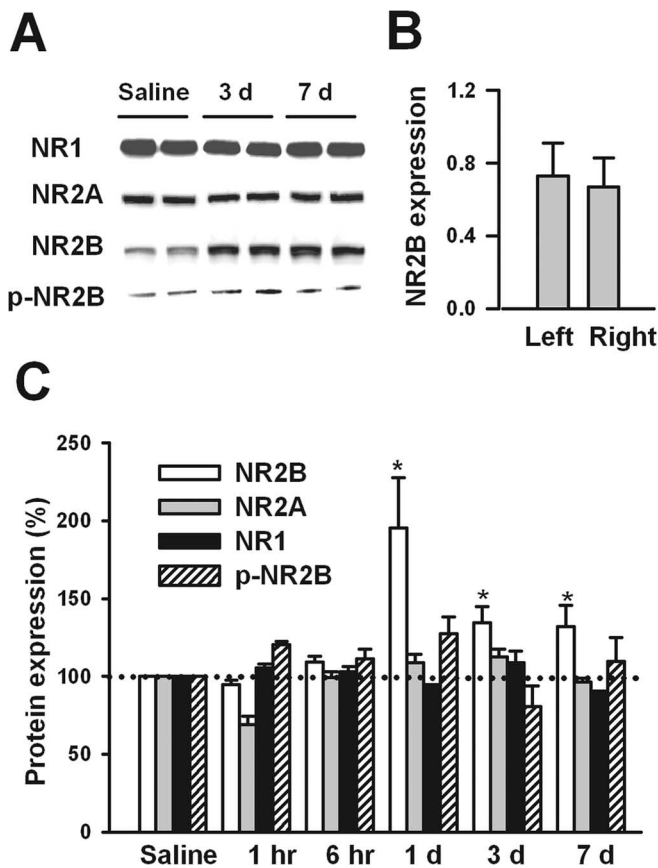 A
Saline 3 d 7 d
NR1
NR2A
NR2B
p-NR2B
B
NR2B expression
1.2
0.8
0.4
0.0
Left Right
C
Protein expression (%)
250
200
150
100
50
0
NR2B
NR2A
NR1
p-NR2B
*
*
*
Saline 1 hr 6 hr 1 d 3 d 7 d